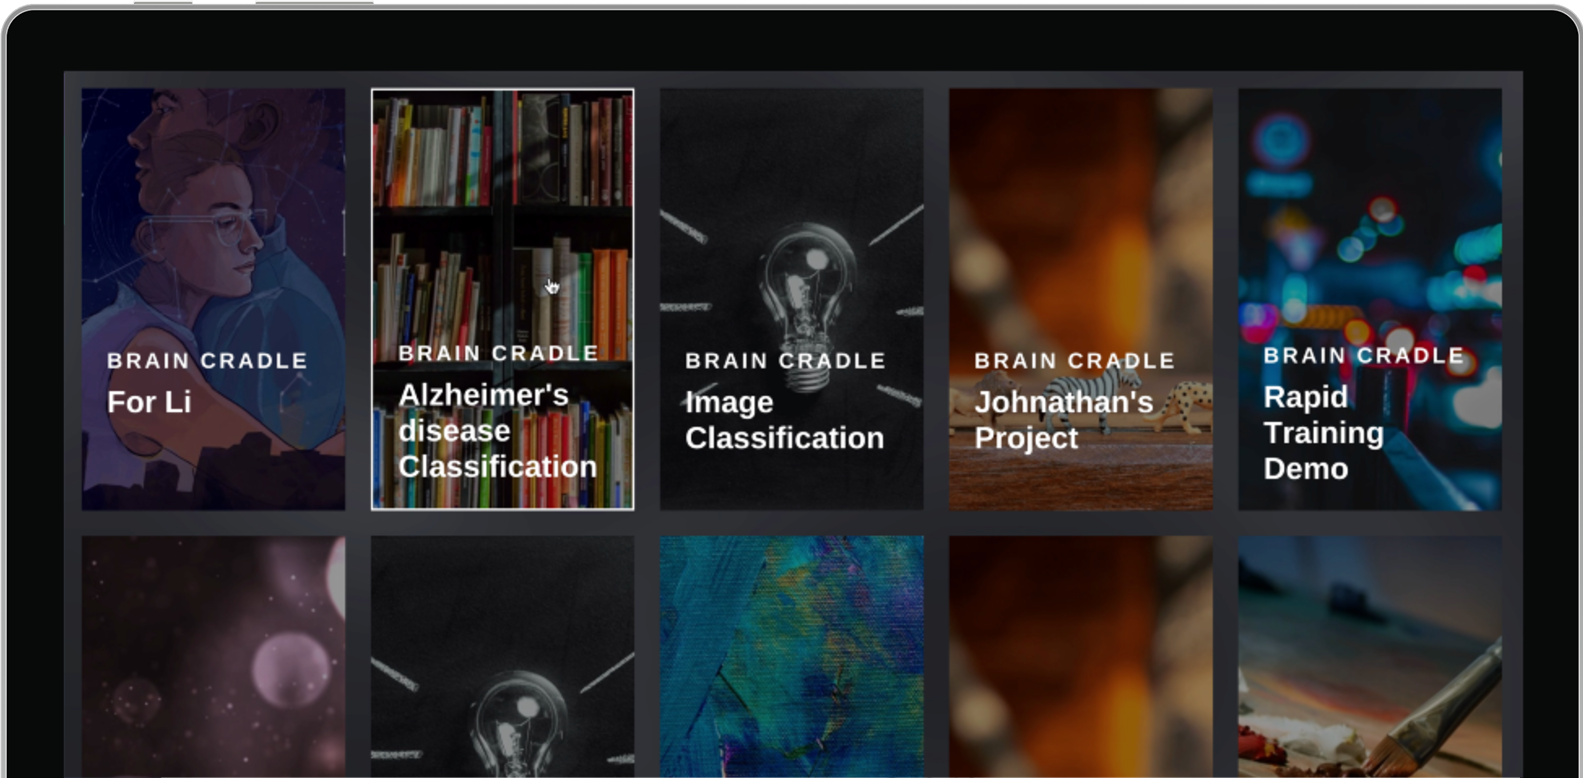 BRAIN CRADLE
For Li
BRAIN CRADLE
Alzheimer's
disease
Classification
BRAIN CRADLE
Image
Classification
BRAIN CRADLE
Johnathan's
Project
BRAIN CRADLE
Rapid
Training
Demo